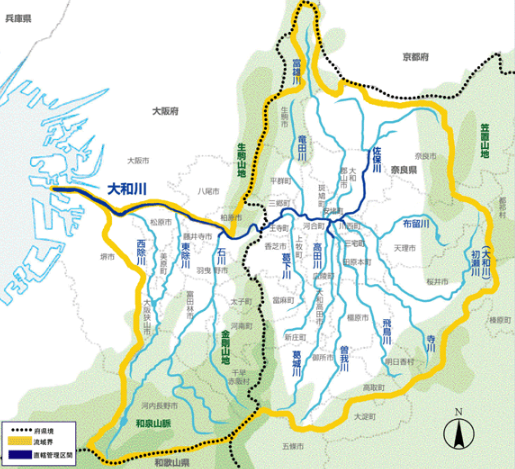 兵庫県
京都府
大阪府
奈良県
和歌山県
富雄川
竜田川
佐保川
大和川
布留川
(大和川)
初瀬川
寺川
飛鳥川
曽我川
高田川
葛下川
葛城川
石川
東除川
西除川
生駒山地
笠置山地
金剛山地
和泉山脈
生駒市
奈良市
大和
郡山市
平群町
三郷町
斑鳩町
安堵町
川西町
河合町
三宅町
田原本町
広陵町
上牧町
王寺町
香芝市
當麻町
大和高田市
新庄町
御所市
橿原市
天理市
桜井市
榛原町
都祁村
明日香村
高取町
大淀町
五條市
大阪市
八尾市
柏原市
藤井寺市
松原市
堺市
美原町
羽曳野市
大阪狭山市
富田林市
太子町
河南町
千早
赤阪村
河内長野市
N
府県境
流域界
直轄管理区間